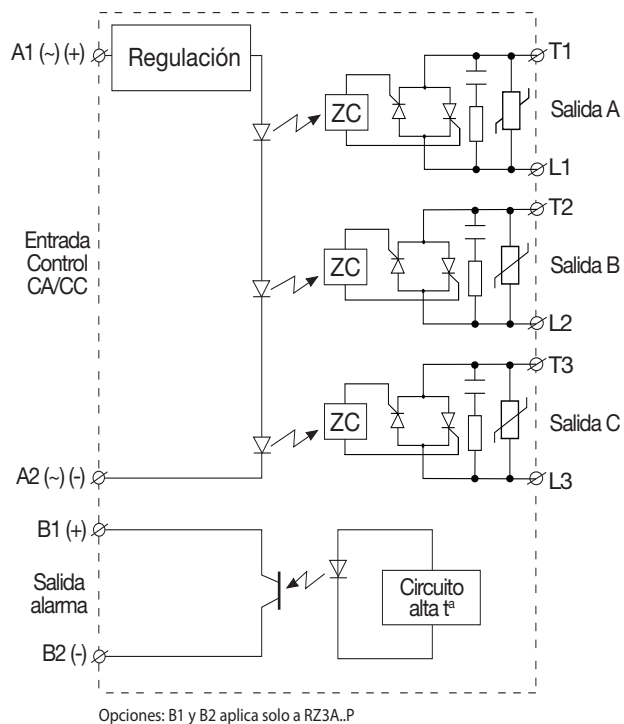 A1 (~) (+)
Regulación
T1
ZC
Salida A
L1
T2
Entrada
Control
CA/CC
ZC
Salida B
L2
T3
ZC
Salida C
A2 (~) (-)
L3
B1 (+)
Salida
alarma
Circuito
alta tª
B2 (-)
Opciones: B1 y B2 aplica solo a RZ3A..P